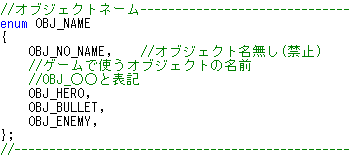 //オブジェクトネーム--------------------------------
enum OBJ_NAME
{
    OBJ_NO_NAME,    //オブジェクト名無し(禁止)
    //ゲームで使うオブジェクトの名前
    //OBJ_〇〇と表記
    OBJ_HERO,
    OBJ_BULLET,
    OBJ_ENEMY,
};
//------------------------------------------------